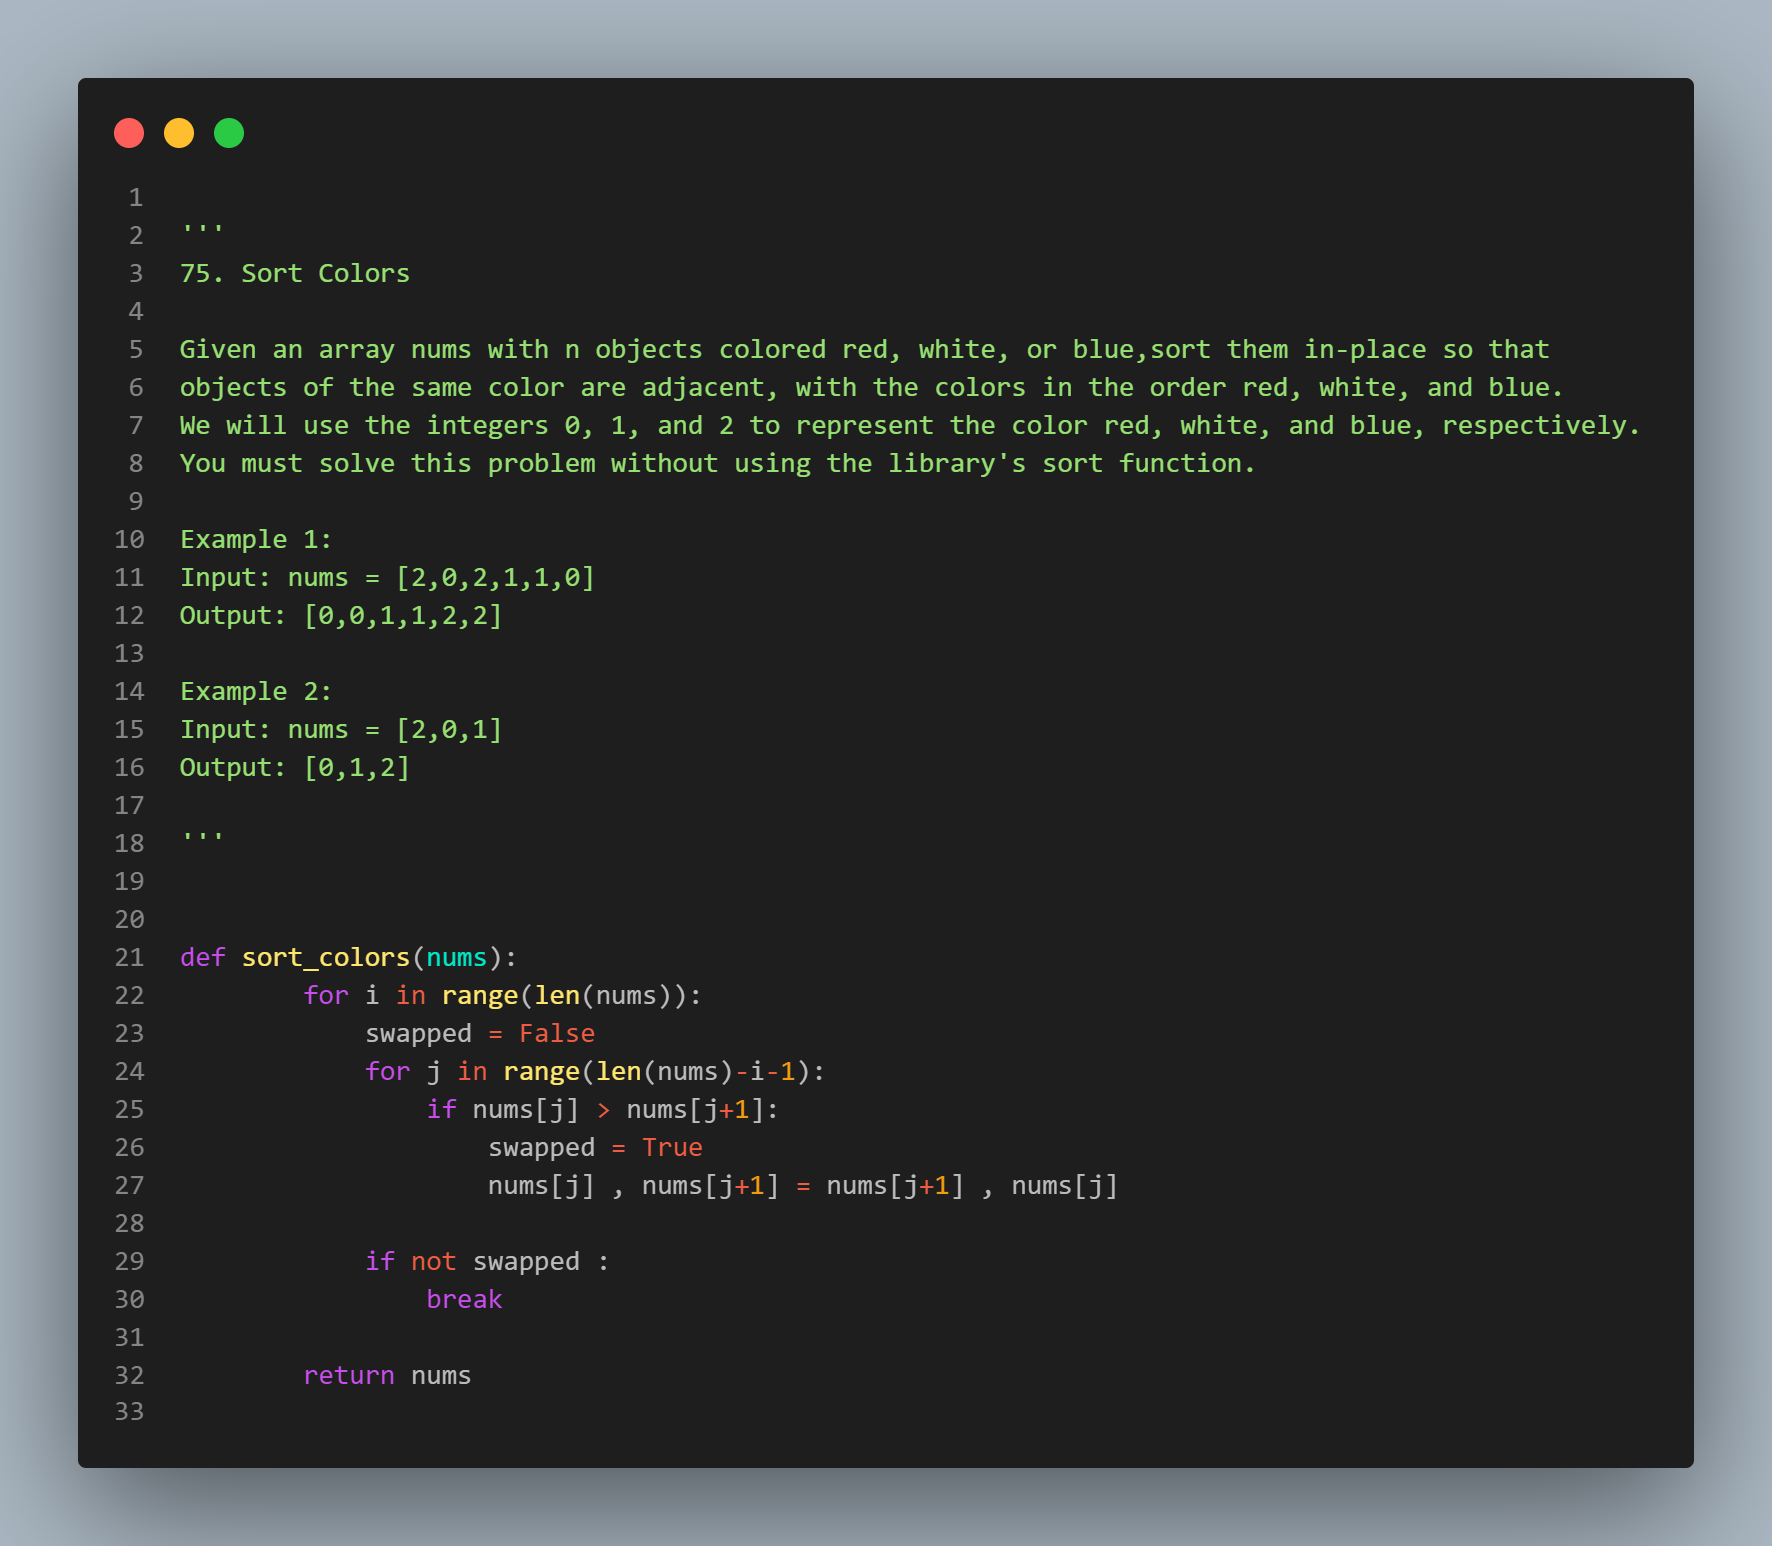 1
2 '''
3 75. Sort Colors
4
5 Given an array nums with n objects colored red, white, or blue,sort them in-place so that
6 objects of the same color are adjacent, with the colors in the order red, white, and blue.
7 We will use the integers 0, 1, and 2 to represent the color red, white, and blue, respectively.
8 You must solve this problem without using the library's sort function.
9
10 Example 1:
11 Input: nums = [2,0,2,1,1,0]
12 Output: [0,0,1,1,2,2]
13
14 Example 2:
15 Input: nums = [2,0,1]
16 Output: [0,1,2]
17
18 '''
19
20
21 def sort_colors(nums):
22         for i in range(len(nums)):
23             swapped = False
24             for j in range(len(nums)-i-1):
25                 if nums[j] > nums[j+1]:
26                     swapped = True
27                     nums[j] , nums[j+1] = nums[j+1] , nums[j]
28
29             if not swapped :
30                 break
31
32         return nums
33